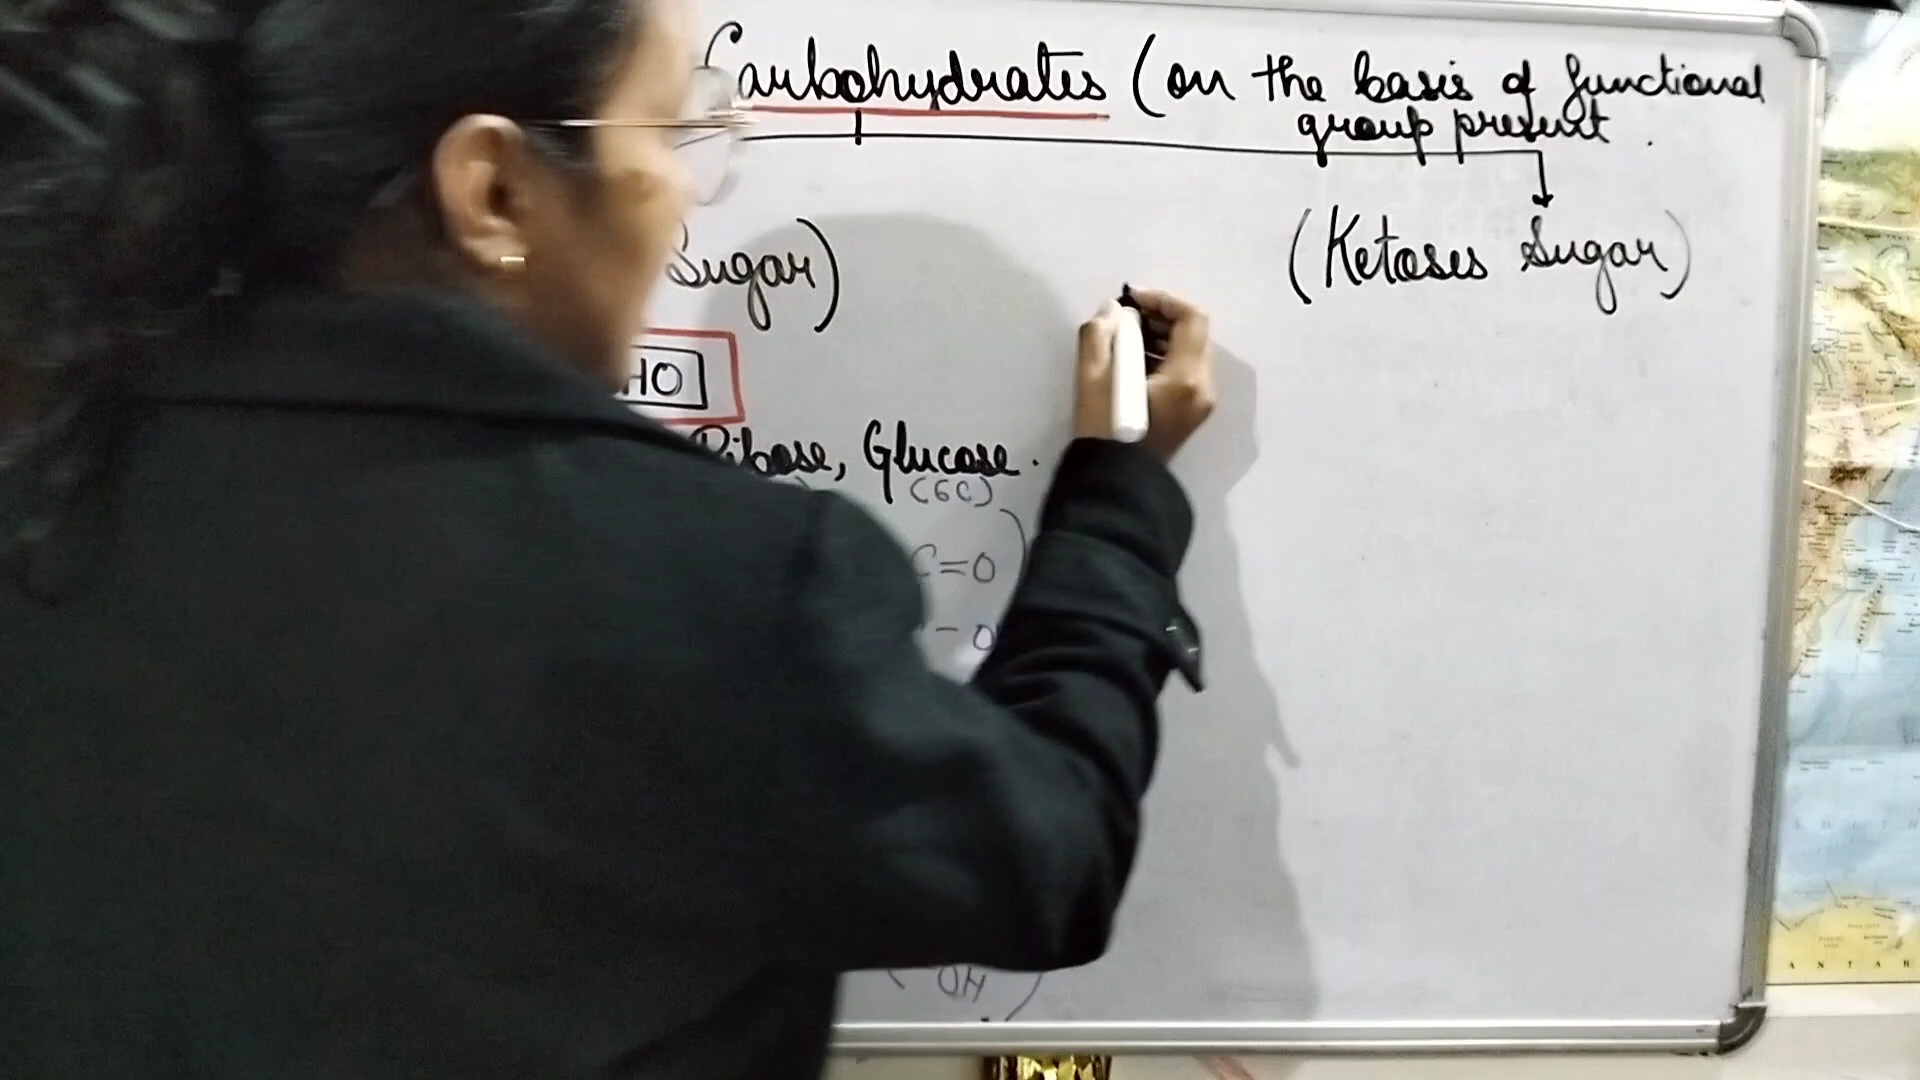 Carbohydrates (on the basis of functional
group present.
Sugar) (Ketoses Sugar)
HO
Ribose, Glucose.
(6C)
C=O
- O
OH